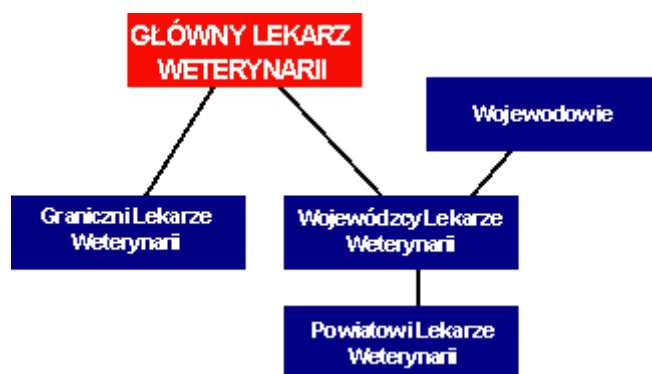 GŁÓWNY LEKARZ
WETERYNARII
Wojewodowie
Graniczni Lekarze
Weterynarii
Wojewódzcy Lekarze
Weterynarii
Powiatowi Lekarze
Weterynarii